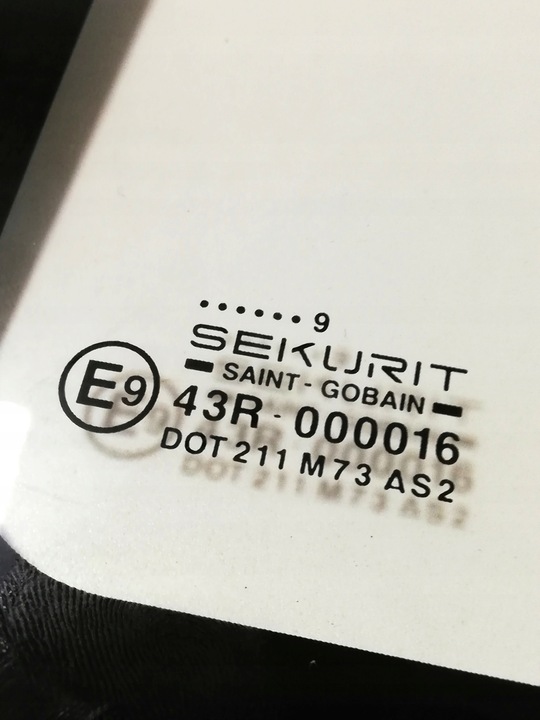 ......9
SEKURIT
SAINT-GOBAIN
E9
43R-000016
DOT 211 M73 AS2